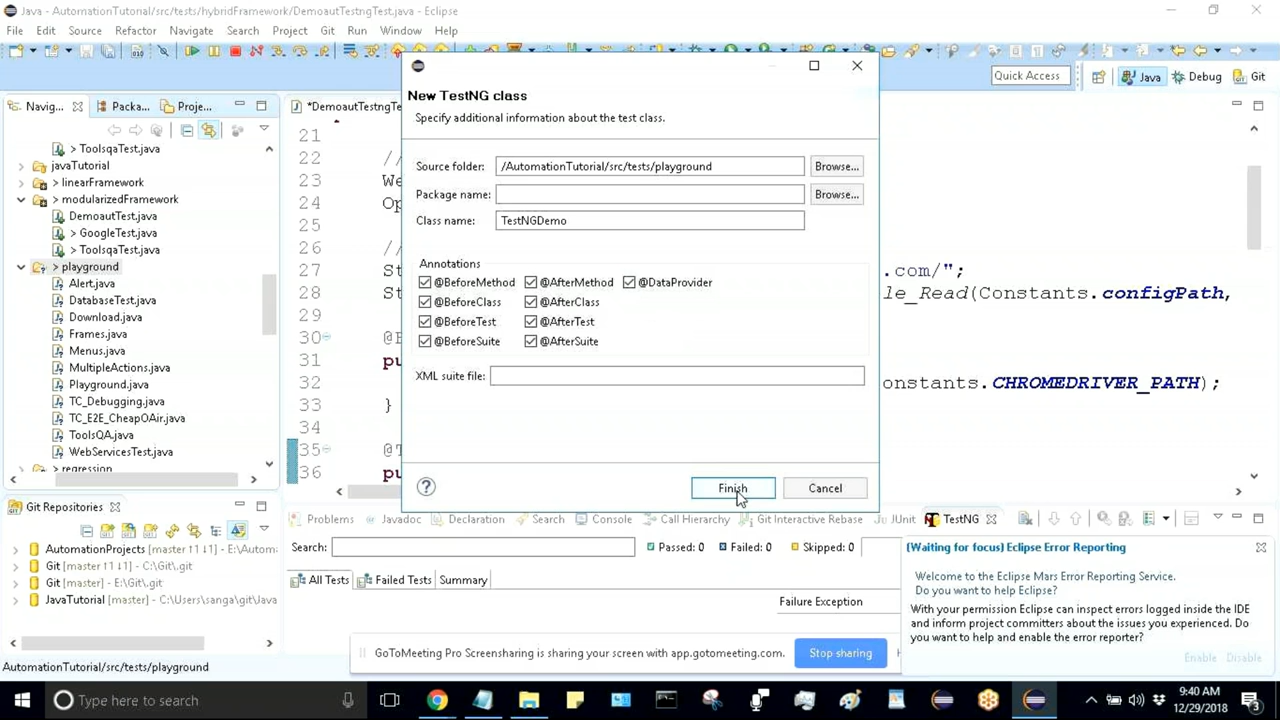 Java - AutomationTutorial/src/tests/hybridFramework/DemoautTestngTest.java - Eclipse
File Edit Source Refactor Navigate Search Project Git Run Window Help
Quick Access
Java
Debug
Git
Navig...
Packa...
Proje...
> ToolsqaTest.java
javaTutorial
> linearFramework
> modularizedFramework
DemoautTest.java
> GoogleTest.java
> ToolsqaTest.java
> playground
Alert.java
DatabaseTest.java
Download.java
Frames.java
Menus.java
MultipleActions.java
Playground.java
TC_Debugging.java
TC_E2E_CheapOAir.java
ToolsQA.java
WebServicesTest.java
> regression
*DemoautTestngTe
21
22 //
23 We
24 Op
25
26 //
27 St .com/";
28 St le_Read(Constants.configPath,
29
30 @B
31 pu
32 onstants.CHROMEDRIVER_PATH);
33 }
34
35 @T
36 pu
New TestNG class
Specify additional information about the test class.
Source folder: /AutomationTutorial/src/tests/playground Browse...
Package name: Browse...
Class name: TestNGDemo
Annotations
@BeforeMethod @AfterMethod @DataProvider
@BeforeClass @AfterClass
@BeforeTest @AfterTest
@BeforeSuite @AfterSuite
XML suite file:
? Finish Cancel
Git Repositories
AutomationProjects [master ↑1 ↓1] - E:\Autom
Git [master ↑1 ↓1] - C:\Git\.git
Git [master] - E:\Git\.git
JavaTutorial [master] - C:\Users\sanga\git\Java
Problems Javadoc Declaration Search Console Call Hierarchy Git Interactive Rebase JUnit TestNG
Search: Passed: 0 Failed: 0 Skipped: 0
All Tests Failed Tests Summary
Failure Exception
(Waiting for focus) Eclipse Error Reporting
Welcome to the Eclipse Mars Error Reporting Service.
Do you want to help Eclipse?
With your permission Eclipse can inspect errors logged inside the IDE
and inform project committers about the issues you experienced. Do
you want to help and enable the error reporter?
Enable Disable
GoToMeeting Pro Screensharing is sharing your screen with app.gotomeeting.com. Stop sharing
AutomationTutorial/src/tests/playground
Type here to search
9:40 AM
12/29/2018
3